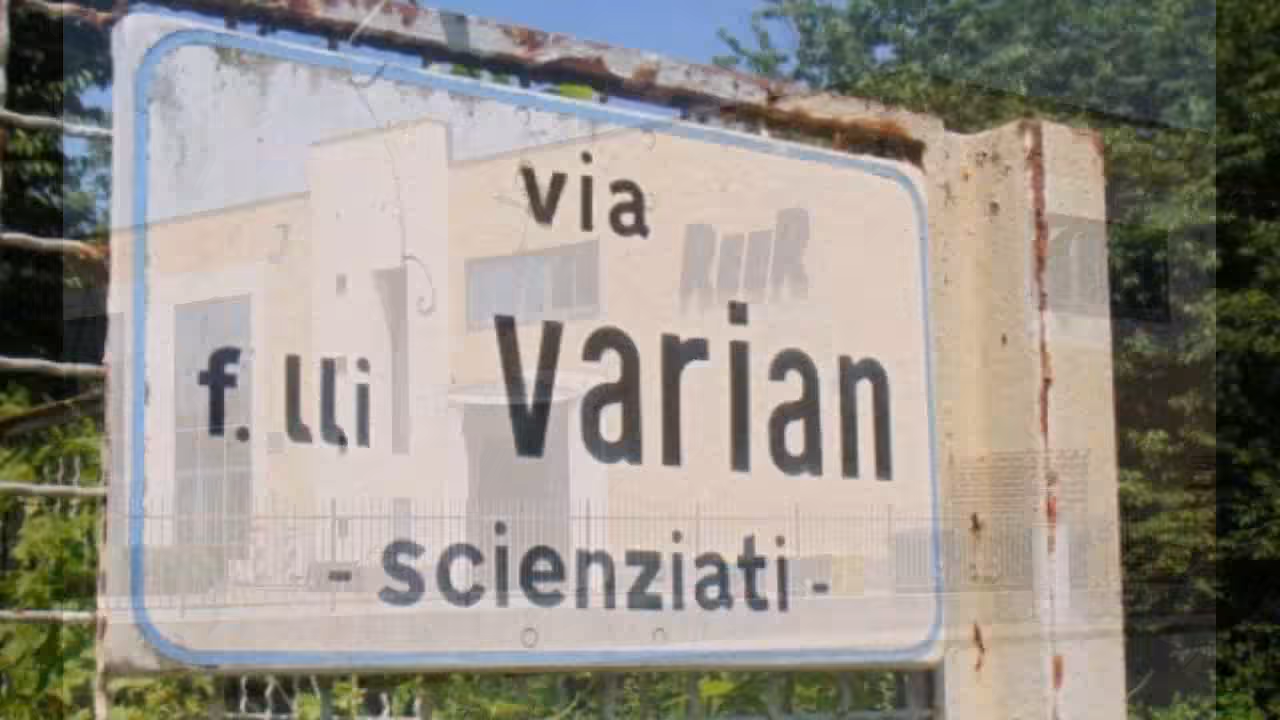 via
f.lli Varian
- scienziati -